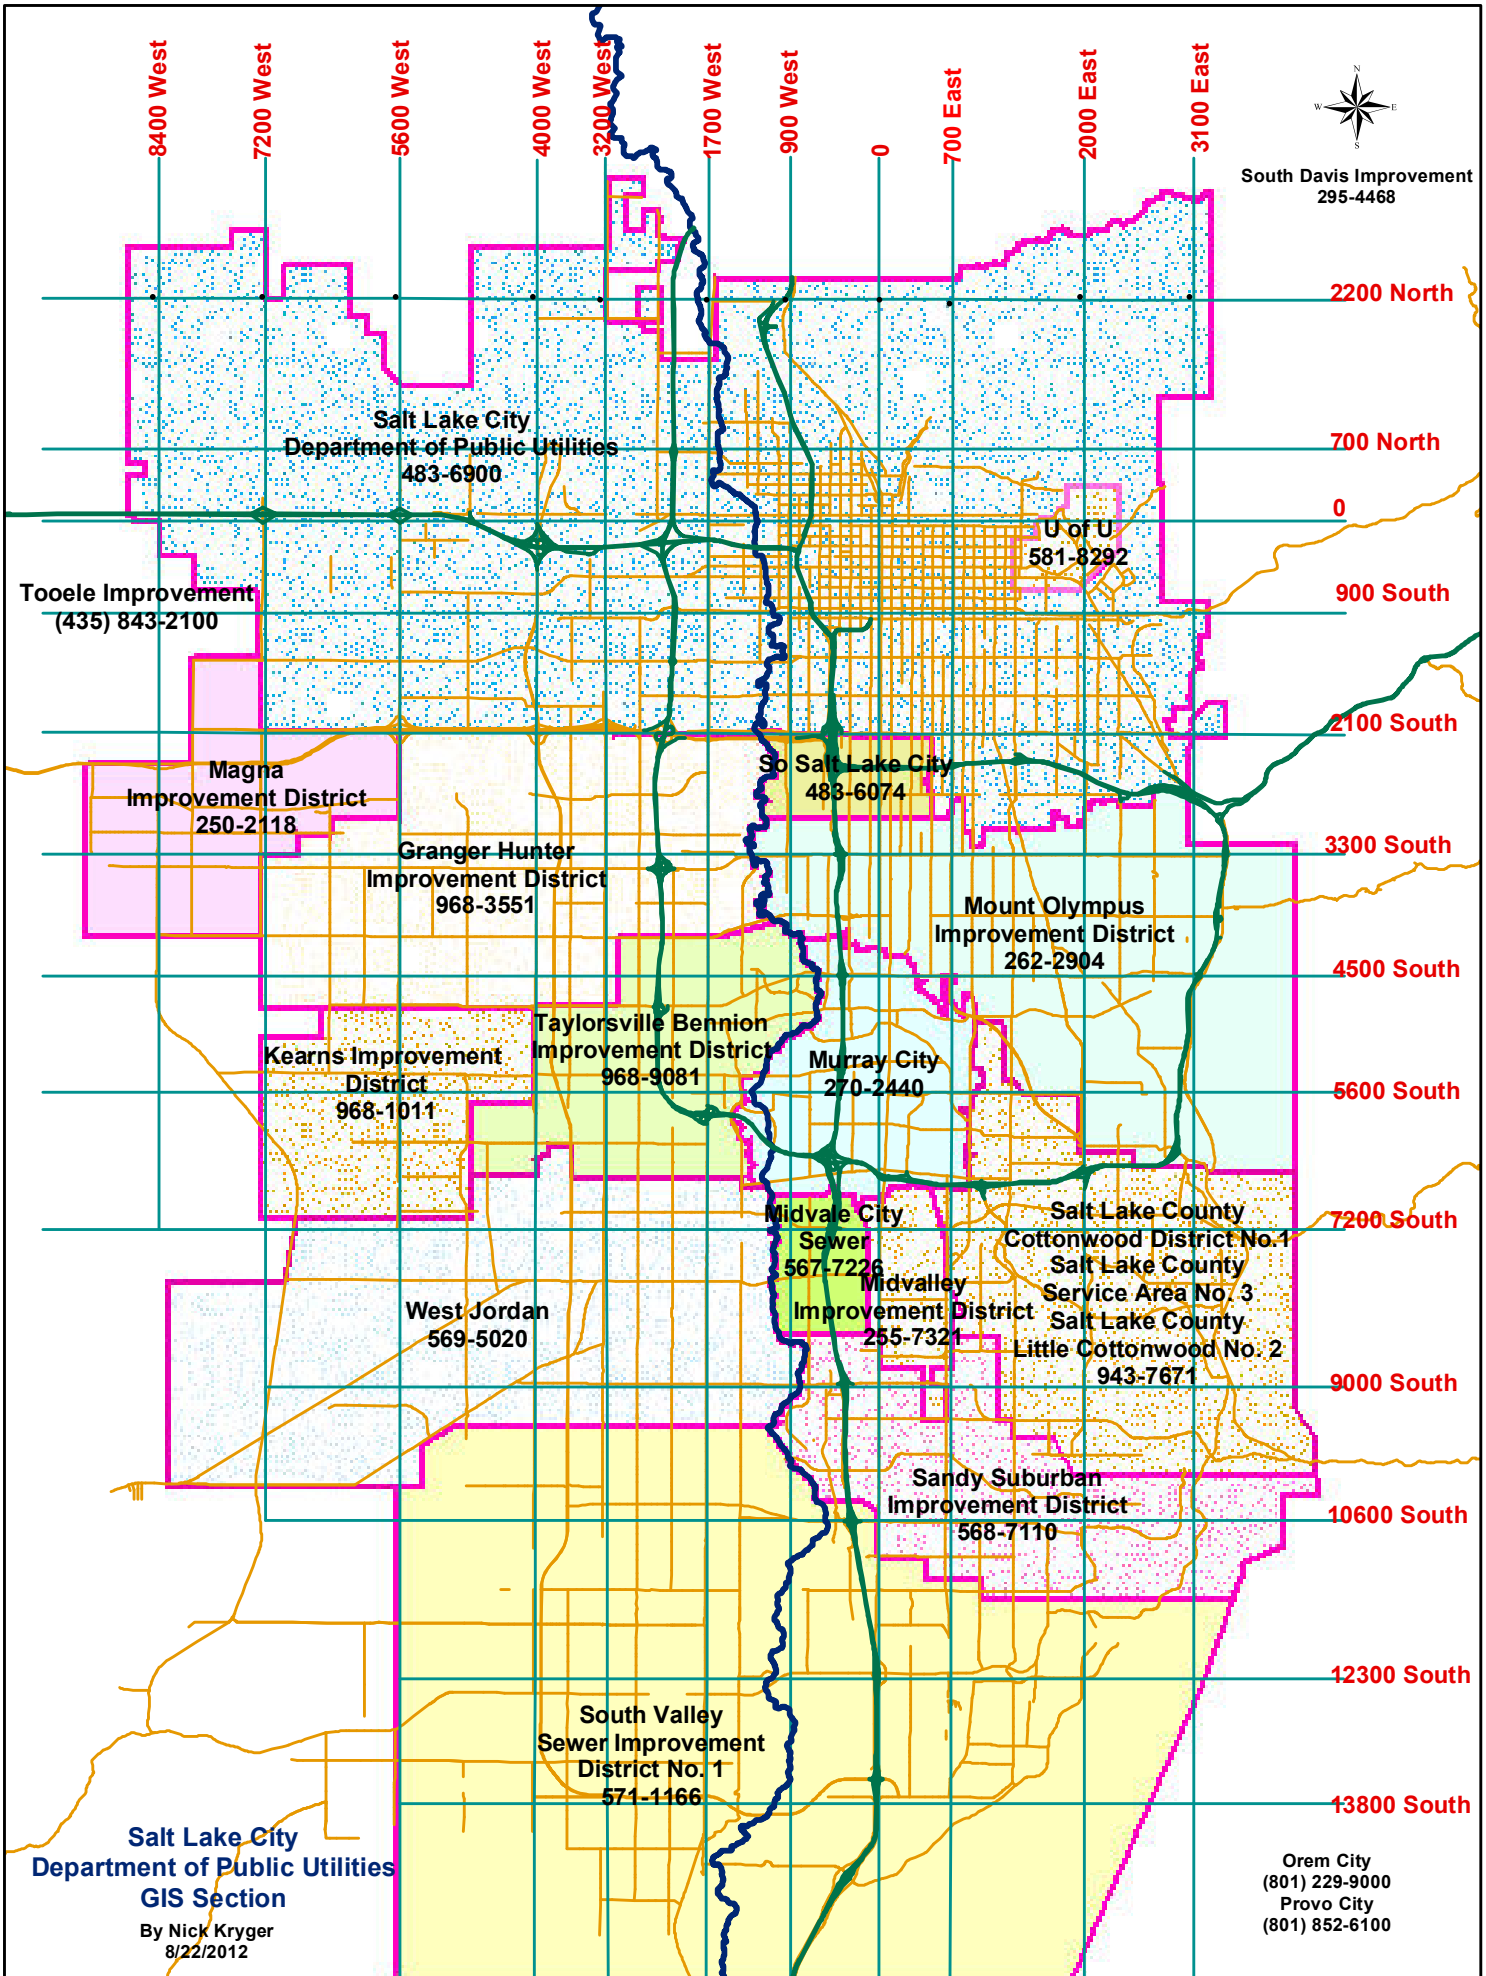 8400 West
7200 West
5600 West
4000 West
3200 West
1700 West
900 West
0
700 East
2000 East
3100 East
N
W
E
S
South Davis Improvement
295-4468
2200 North
700 North
0
900 South
2100 South
3300 South
4500 South
5600 South
7200 South
9000 South
10600 South
12300 South
13800 South
Salt Lake City
Department of Public Utilities
483-6900
U of U
581-8292
Tooele Improvement
(435) 843-2100
Magna
Improvement District
250-2118
So Salt Lake City
483-6074
Granger Hunter
Improvement District
968-3551
Mount Olympus
Improvement District
262-2904
Taylorsville Bennion
Improvement District
968-9081
Kearns Improvement
District
968-1011
Murray City
270-2440
Midvale City
Sewer
567-7226
Midvalley
Improvement District
255-7321
Salt Lake County
Cottonwood District No.1
Salt Lake County
Service Area No. 3
Salt Lake County
Little Cottonwood No. 2
943-7671
West Jordan
569-5020
Sandy Suburban
Improvement District
568-7110
South Valley
Sewer Improvement
District No. 1
571-1166
Salt Lake City
Department of Public Utilities
GIS Section
By Nick Kryger
8/22/2012
Orem City
(801) 229-9000
Provo City
(801) 852-6100